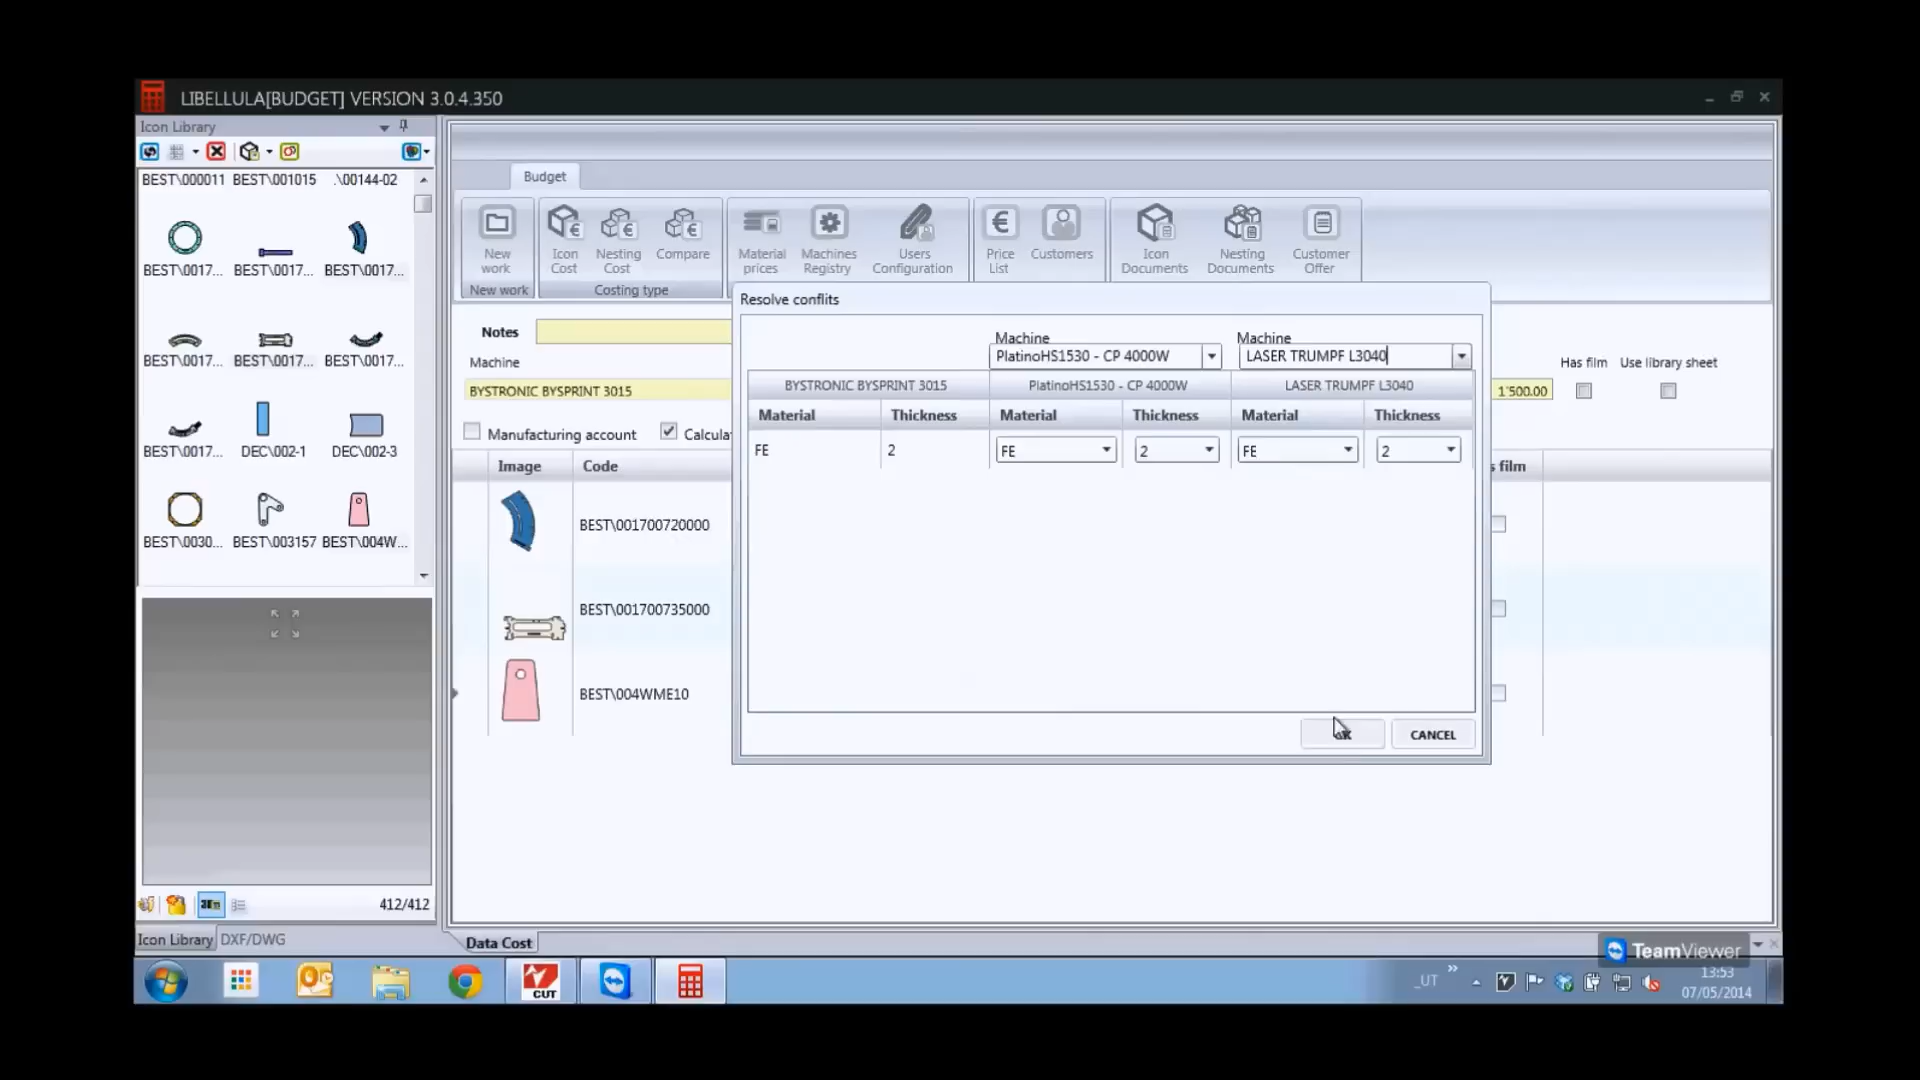 LIBELLULA[BUDGET] VERSION 3.0.4.350
Icon Library
BEST\000011 BEST\001015 .\00144-02
BEST\0017... BEST\0017... BEST\0017...
BEST\0017... BEST\0017... BEST\0017...
BEST\0017... DEC\002-1 DEC\002-3
BEST\0030... BEST\003157 BEST\004W...
412/412
Icon Library DXF/DWG
Budget
New work
Icon Cost
Nesting Cost
Compare
Material prices
Machines Registry
Users Configuration
Price List
Customers
Icon Documents
Nesting Documents
Customer Offer
New work
Costing type
Notes
Machine
BYSTRONIC BYSPRINT 3015
Manufacturing account
Image Code
BEST\001700720000
BEST\001700735000
BEST\004WME10
Resolve conflits
Machine Machine
PlatinoHS1530 - CP 4000W LASER TRUMPF L3040
BYSTRONIC BYSPRINT 3015 PlatinoHS1530 - CP 4000W LASER TRUMPF L3040
Material Thickness Material Thickness Material Thickness
FE 2 FE 2 FE 2
CANCEL
Has film Use library sheet
1'500.00
film
Data Cost
TeamViewer
CUT
_UT
13:53
07/05/2014